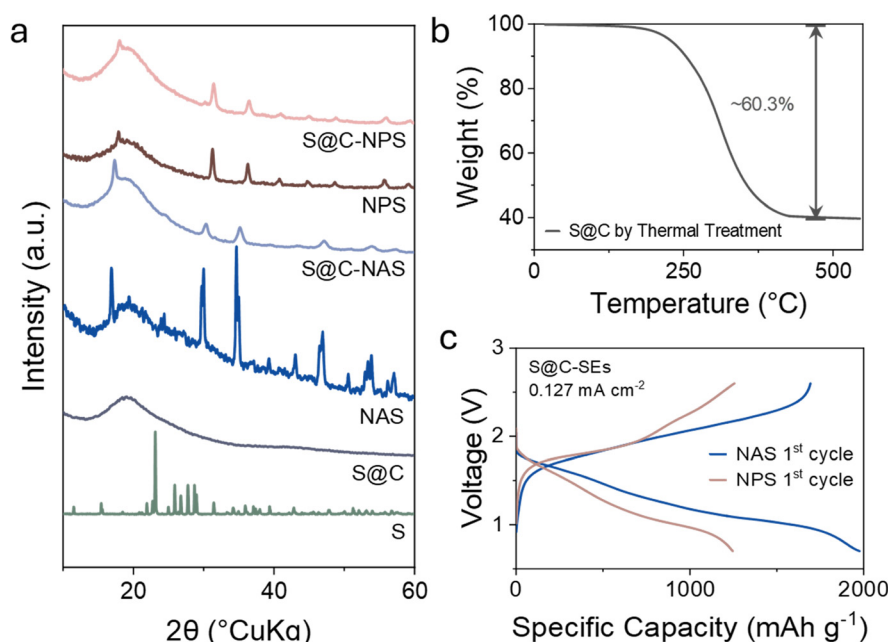 a
Intensity (a.u.)
S@C-NPS
NPS
S@C-NAS
NAS
S@C
S
20
40
60
2θ (°CuKα)
b
Weight (%)
100
80
60
40
~60.3%
S@C by Thermal Treatment
0
250
500
Temperature (°C)
c
Voltage (V)
3
2
1
S@C-SEs
0.127 mA cm⁻²
NAS 1ˢᵗ cycle
NPS 1ˢᵗ cycle
0
1000
2000
Specific Capacity (mAh g⁻¹)